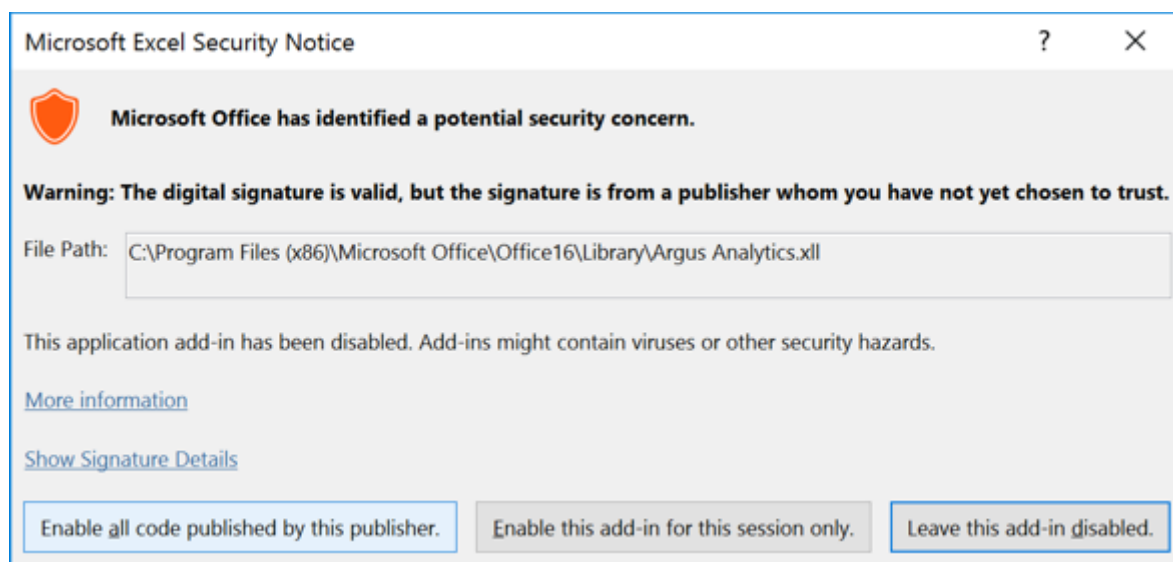 Microsoft Excel Security Notice ? ×
Microsoft Office has identified a potential security concern.
Warning: The digital signature is valid, but the signature is from a publisher whom you have not yet chosen to trust.
File Path: C:\Program Files (x86)\Microsoft Office\Office16\Library\Argus Analytics.xll
This application add-in has been disabled. Add-ins might contain viruses or other security hazards.
More information
Show Signature Details
Enable all code published by this publisher. Enable this add-in for this session only. Leave this add-in disabled.